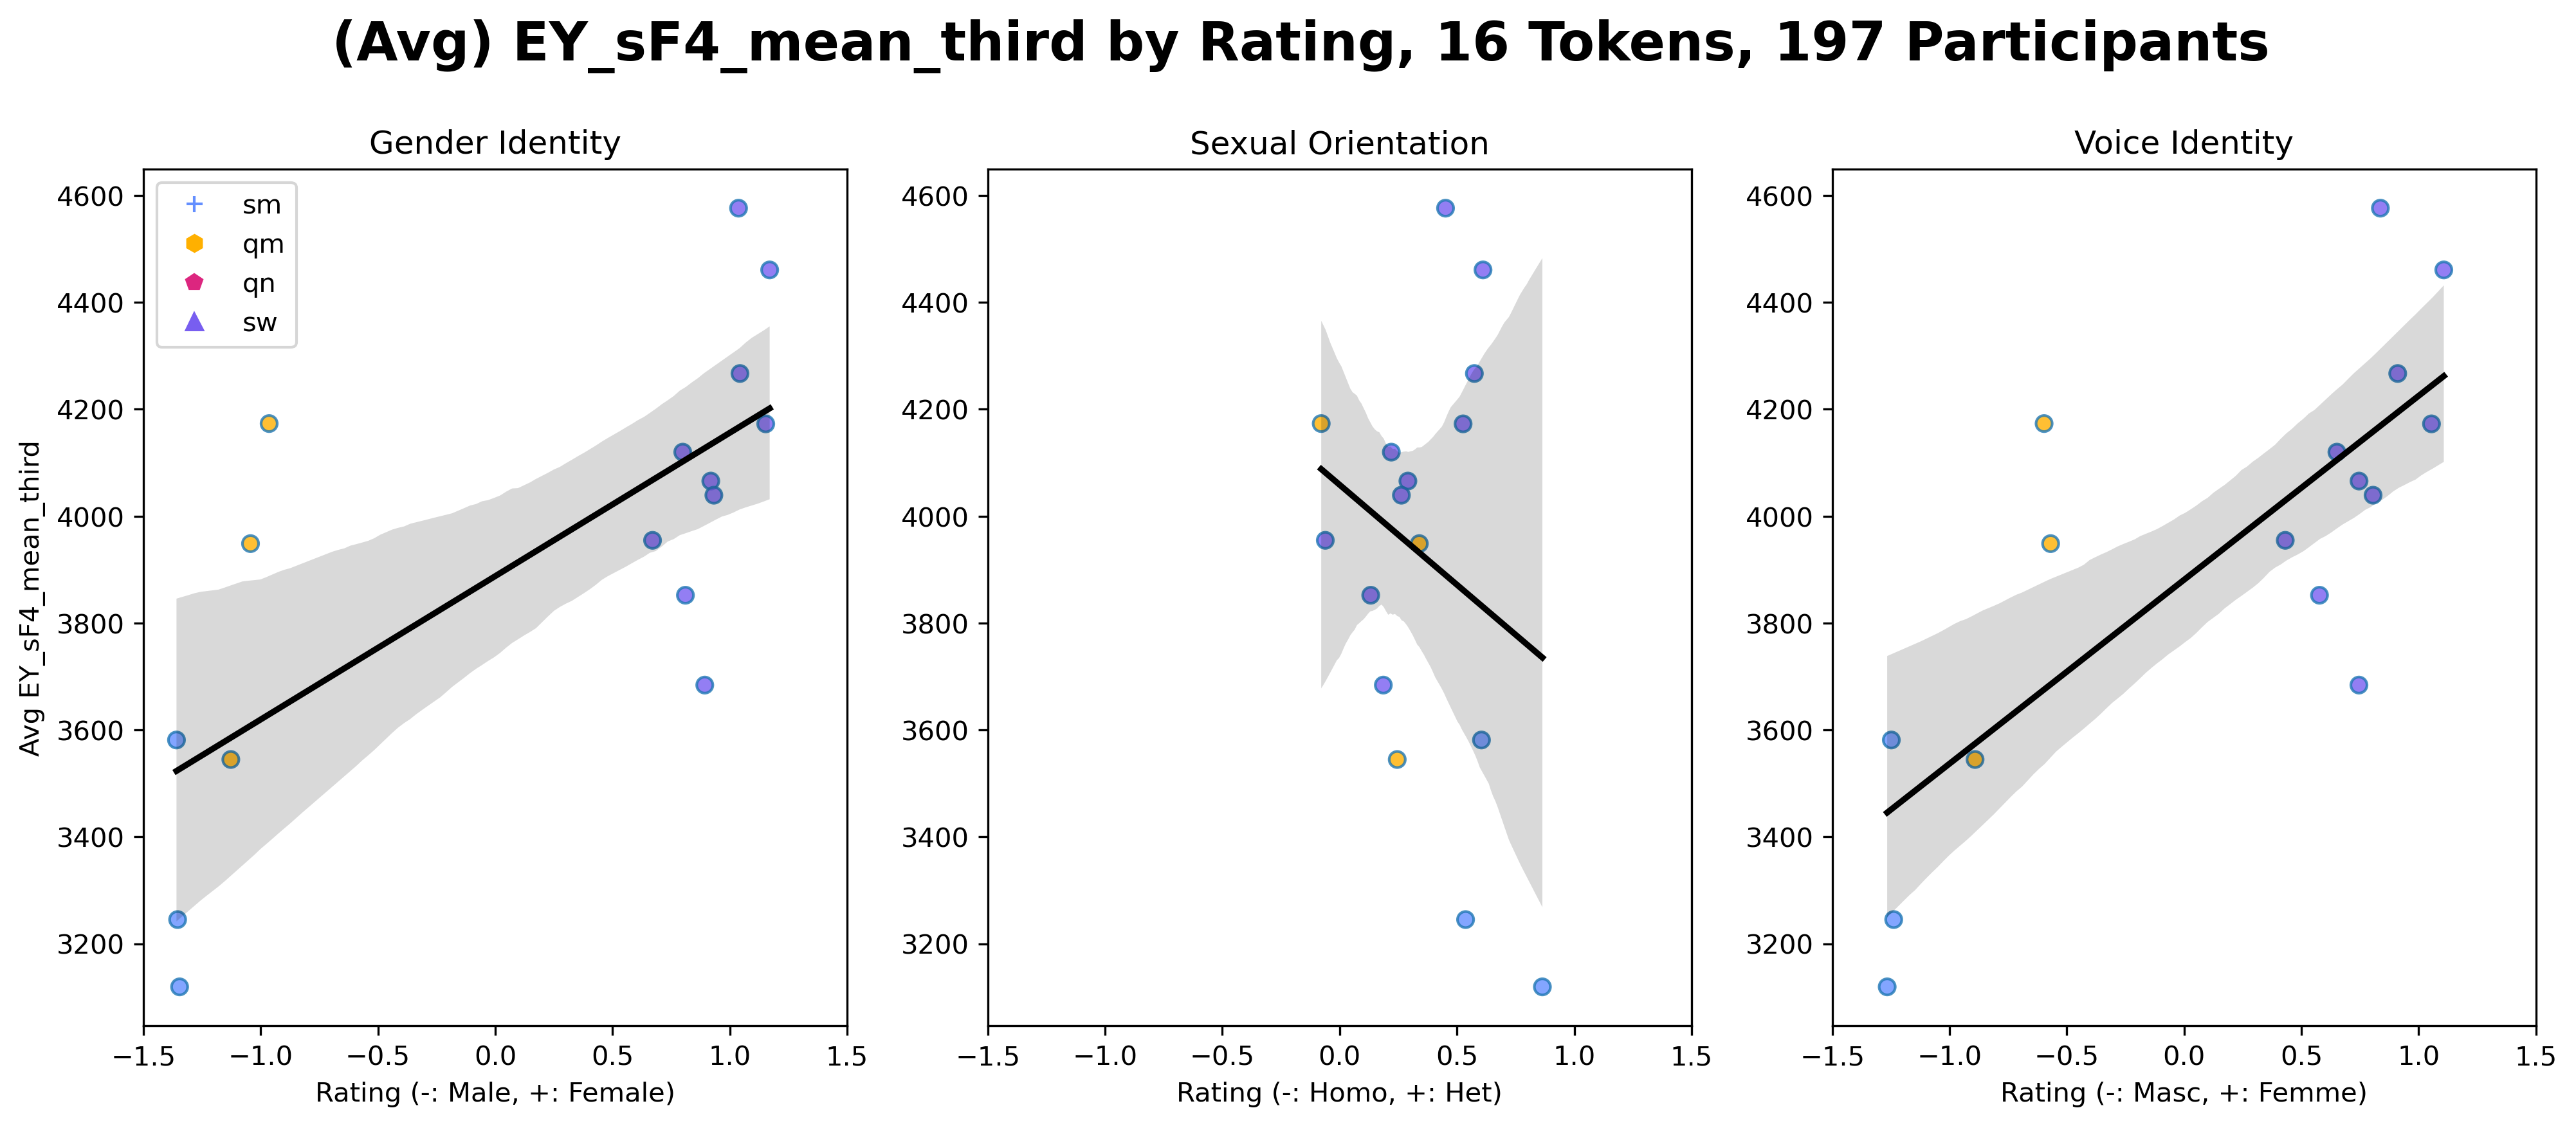 (Avg) EY_sF4_mean_third by Rating, 16 Tokens, 197 Participants
Gender Identity
Sexual Orientation
Voice Identity
sm
qm
qn
sw
Avg EY_sF4_mean_third
4600
4400
4200
4000
3800
3600
3400
3200
−1.5 −1.0 −0.5 0.0 0.5 1.0 1.5
Rating (-: Male, +: Female)
4600
4400
4200
4000
3800
3600
3400
3200
−1.5 −1.0 −0.5 0.0 0.5 1.0 1.5
Rating (-: Homo, +: Het)
4600
4400
4200
4000
3800
3600
3400
3200
−1.5 −1.0 −0.5 0.0 0.5 1.0 1.5
Rating (-: Masc, +: Femme)